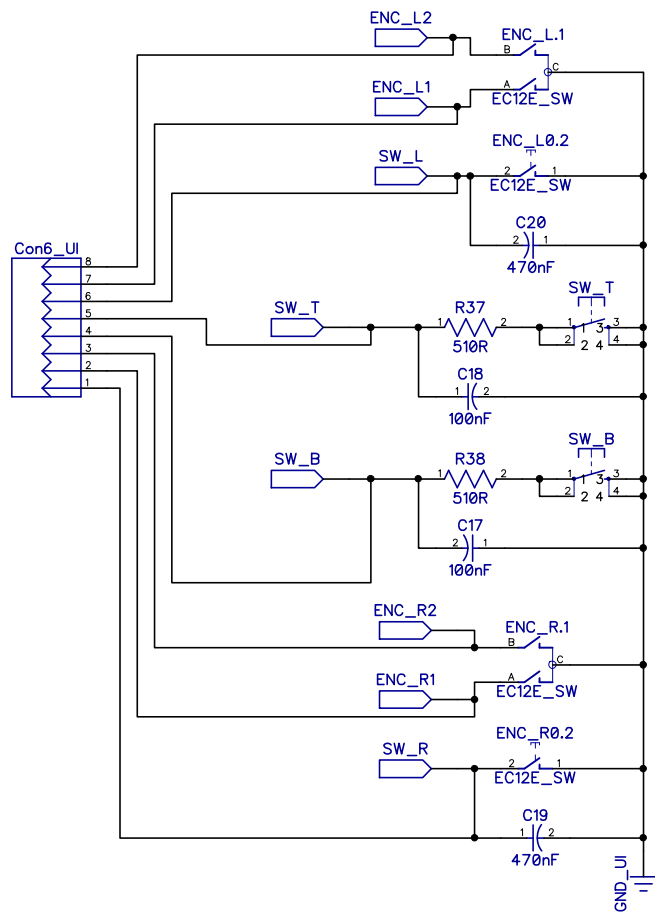 ENC_L2
ENC_L.1
B
C
A
ENC_L1
EC12E_SW
ENC_L0.2
SW_L
2 1
EC12E_SW
C20
2 1
470nF
Con6_UI
8
7
6
5
4
3
2
1
SW_T
R37
1 2
510R
SW_T
1 1 3 3
2 2 4 4
C18
1 2
100nF
SW_B
R38
1 2
510R
SW_B
1 1 3 3
2 2 4 4
C17
2 1
100nF
ENC_R2
ENC_R.1
B
C
A
ENC_R1
EC12E_SW
ENC_R0.2
SW_R
2 1
EC12E_SW
C19
1 2
470nF
GND_UI